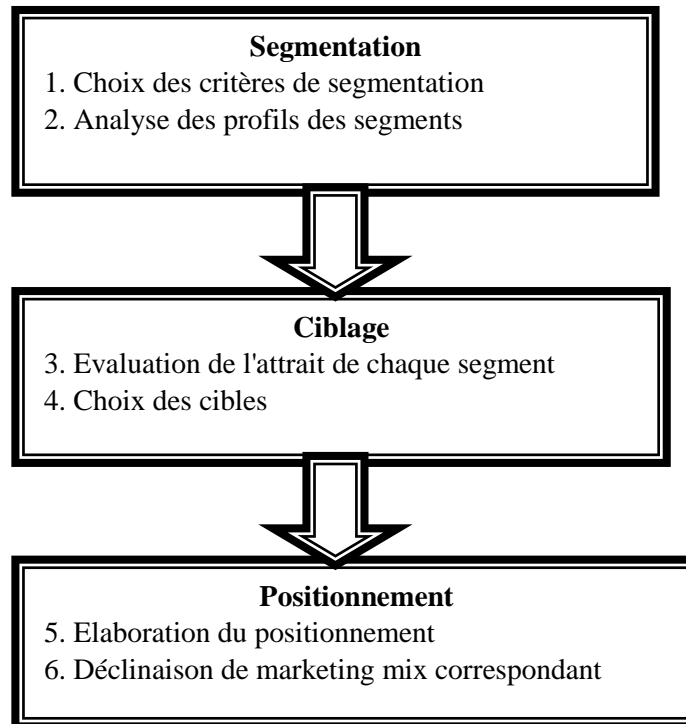 Segmentation
1. Choix des critères de segmentation
2. Analyse des profils des segments
Ciblage
3. Evaluation de l'attrait de chaque segment
4. Choix des cibles
Positionnement
5. Elaboration du positionnement
6. Déclinaison de marketing mix correspondant